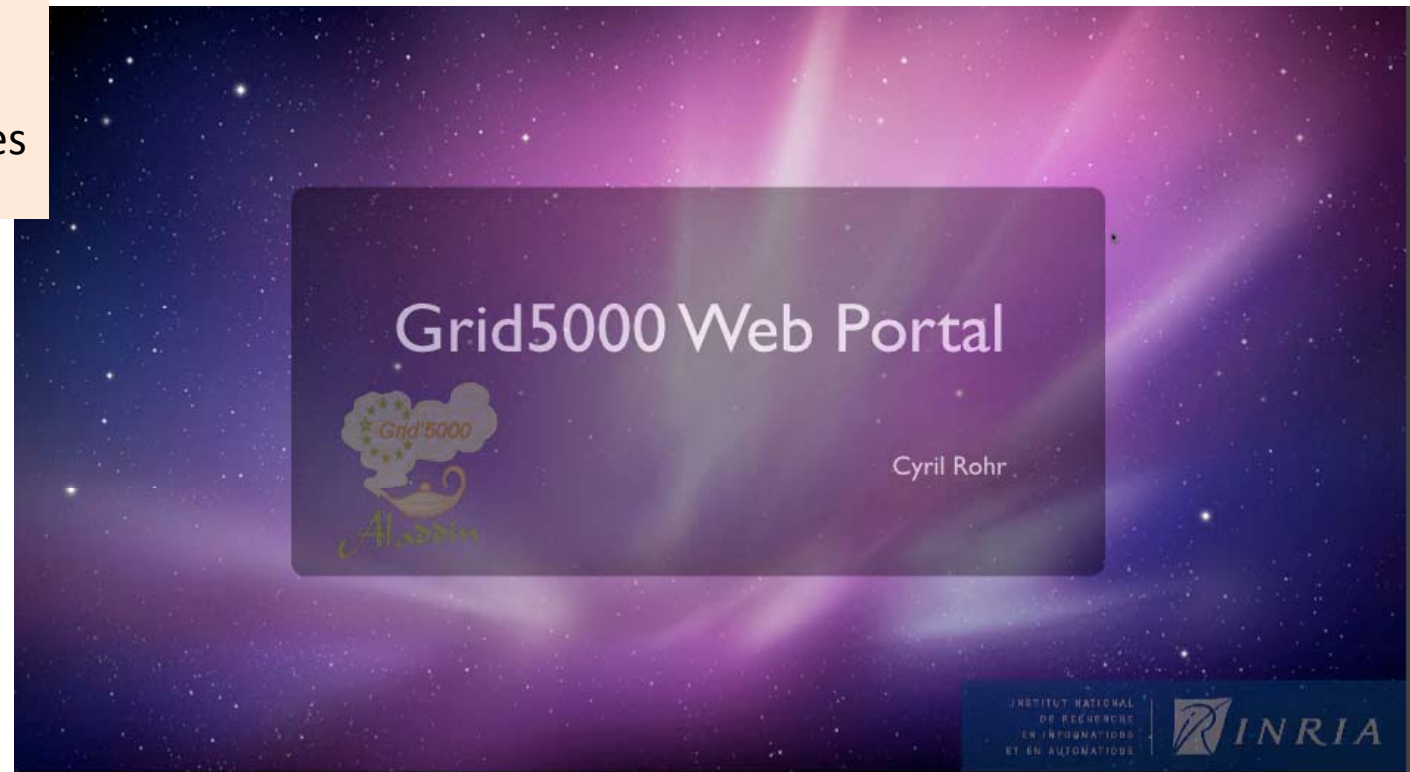 es
Grid5000 Web Portal
Grid'5000
Cyril Rohr
Aladdin
INSTITUT NATIONAL
DE RECHERCHE
EN INFORMATIQUE
ET EN AUTOMATIQUE
INRIA